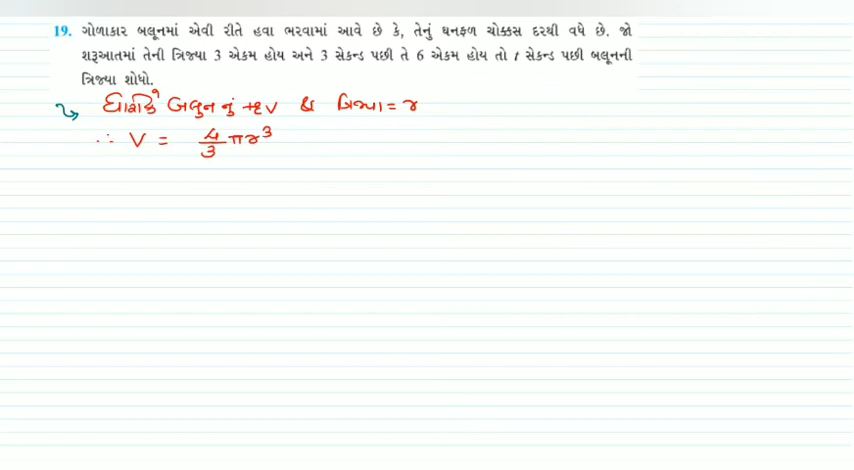 19. ગોળાકાર બલૂનમાં એવી રીતે હવા ભરવામાં આવે છે કે, તેનું ઘનફળ ચોક્કસ દરથી વધે છે. જો
શરૂઆતમાં તેની ત્રિજ્યા 3 એકમ હોય અને 3 સેકન્ડ પછી તે 6 એકમ હોય તો t સેકન્ડ પછી બલૂનની
ત્રિજ્યા શોધો.
ધારોકે બલુનનું V & ત્રિજ્યા = r
∴ V = 4/3 πr³